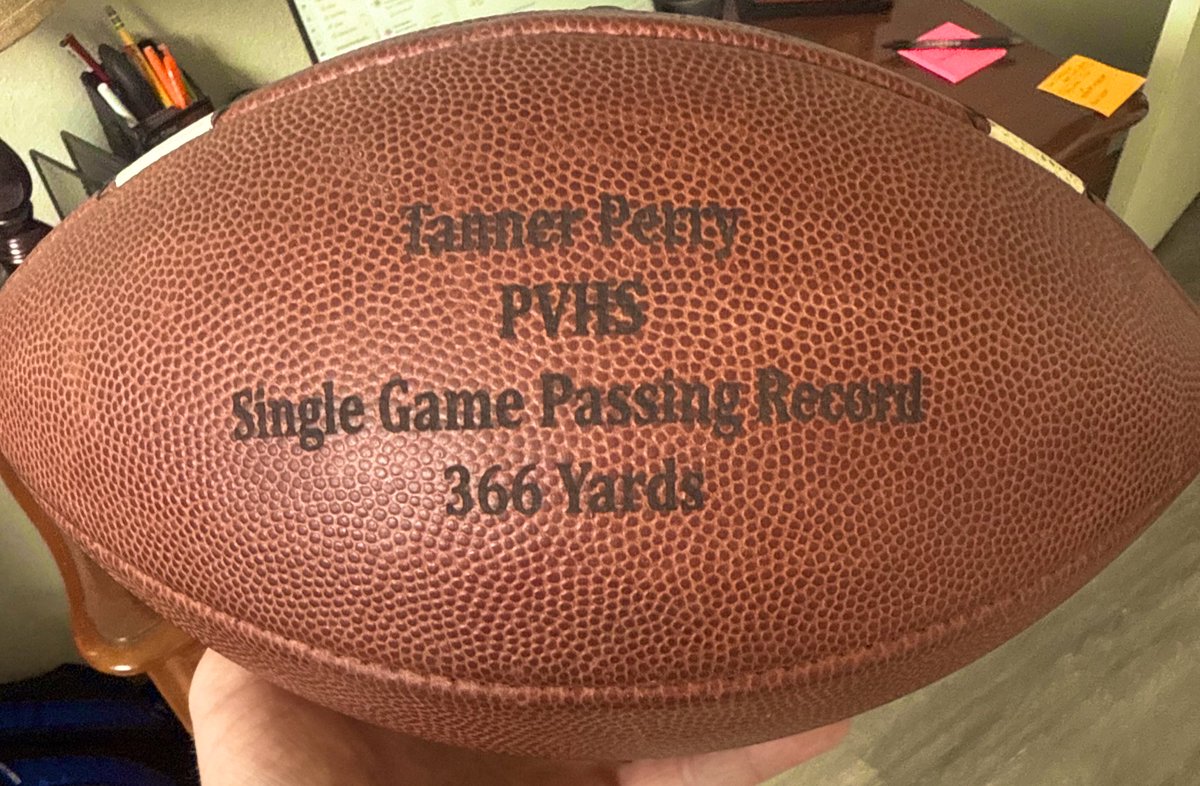 Tanner Perry
PVHS
Single Game Passing Record
366 Yards